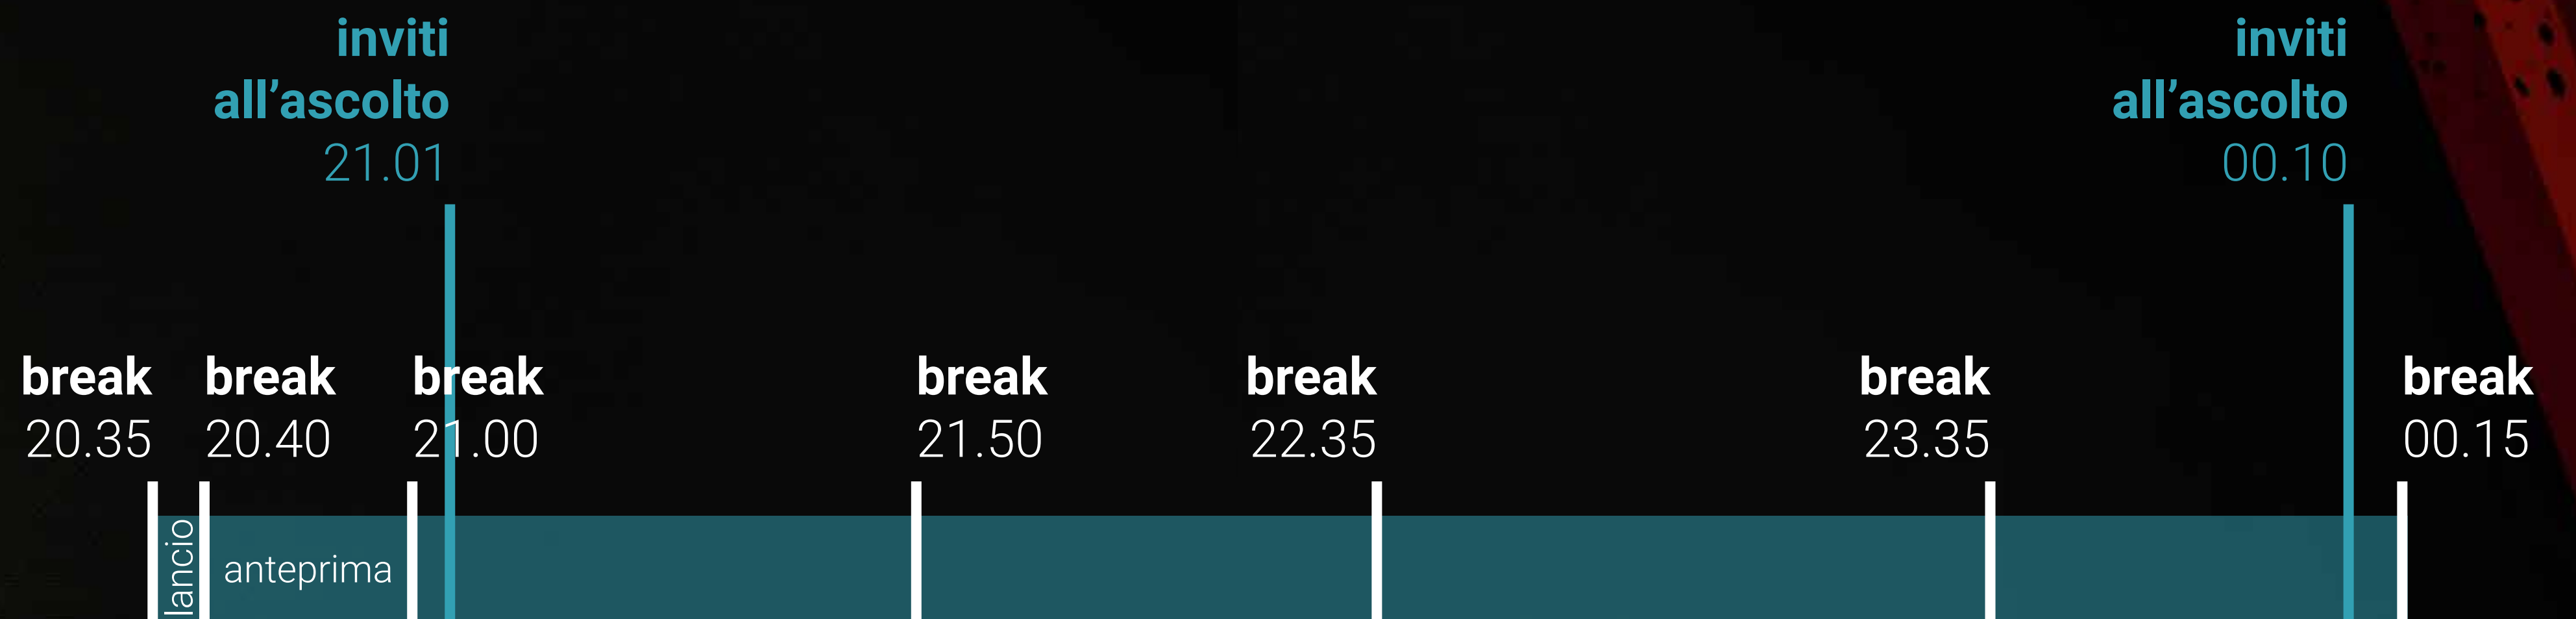 inviti
all’ascolto
21.01
inviti
all’ascolto
00.10
break
20.35
break
20.40
break
21.00
break
21.50
break
22.35
break
23.35
break
00.15
lancio
anteprima